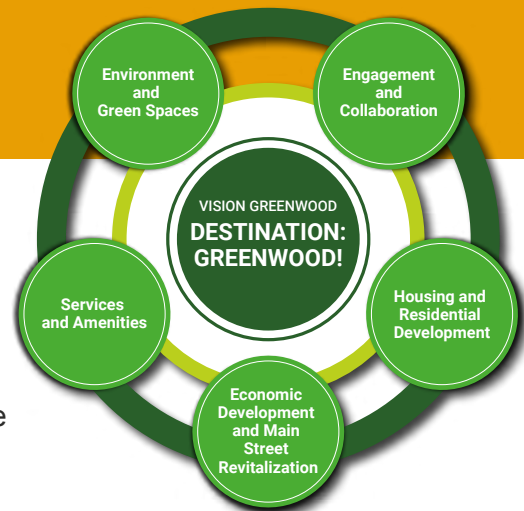 Environment
and
Green Spaces
Engagement
and
Collaboration
VISION GREENWOOD
DESTINATION:
GREENWOOD!
Services
and Amenities
Housing and
Residential
Development
Economic
Development
and Main
Street
Revitalization
e